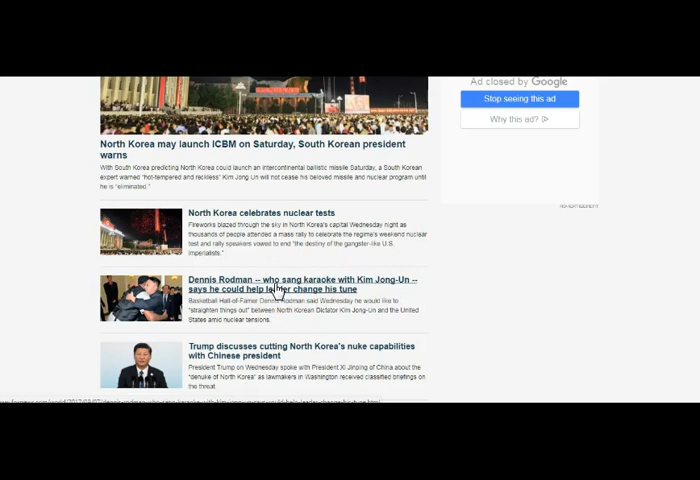 Ad closed by Google
Stop seeing this ad
Why this ad?
North Korea may launch ICBM on Saturday, South Korean president
warns
With South Korea predicting North Korea could launch an intercontinental ballistic missile Saturday, a South Korean
expert warned "hot-tempered and reckless" Kim Jong Un will not cease his beloved missile and nuclear program until
he is "eliminated."
ADVERTISEMENT
North Korea celebrates nuclear tests
Fireworks blazed through the sky in North Korea's capital Wednesday night as
thousands of people attended a mass rally to celebrate the regime's weekend nuclear
test and rally speakers vowed to end "the destiny of the gangster-like U.S.
imperialists."
Dennis Rodman -- who sang karaoke with Kim Jong-Un --
says he could help leader change his tune
Basketball Hall-of-Famer Dennis Rodman said Wednesday he would like to
"straighten things out" between North Korean Dictator Kim Jong-Un and the United
States amid nuclear tensions.
Trump discusses cutting North Korea's nuke capabilities
with Chinese president
President Trump on Wednesday spoke with President Xi Jinping of China about the
"denuke of North Korea" as lawmakers in Washington received classified briefings on
the threat.